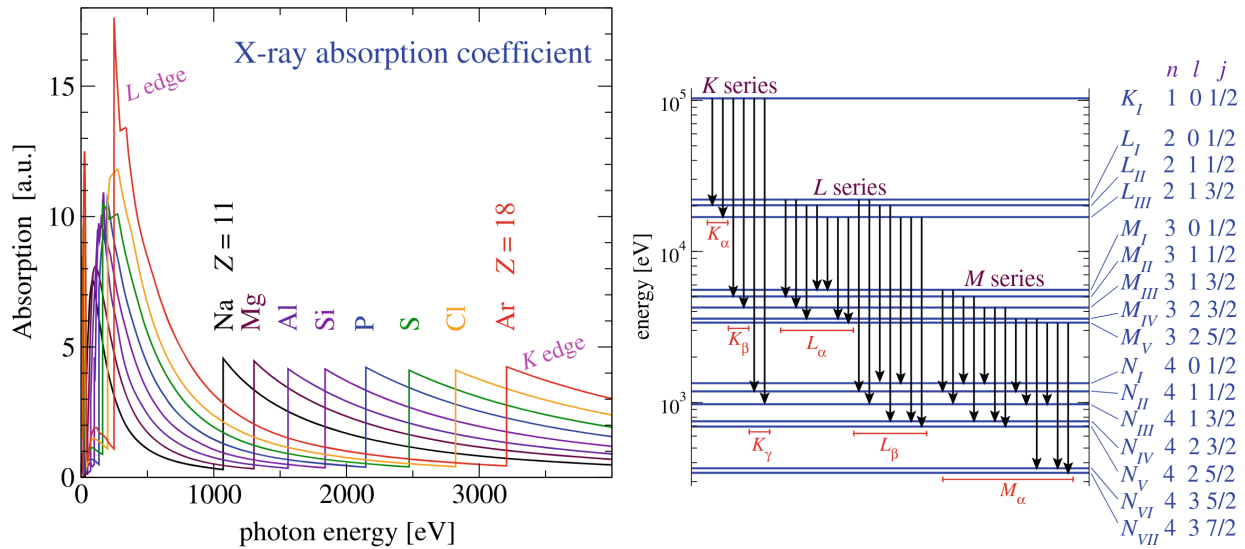 X-ray absorption coefficient
L edge
K edge
Absorption [a.u.]
15
10
5
0
Na Z = 11
Mg
Al
Si
P
S
Cl
Ar Z = 18
0 1000 2000 3000
photon energy [eV]
energy [eV]
10^5
10^4
10^3
K series
L series
M series
K_α
K_β
K_γ
L_α
L_β
M_α
n l j
K_I 1 0 1/2
L_I 2 0 1/2
L_II 2 1 1/2
L_III 2 1 3/2
M_I 3 0 1/2
M_II 3 1 1/2
M_III 3 1 3/2
M_IV 3 2 3/2
M_V 3 2 5/2
N_I 4 0 1/2
N_II 4 1 1/2
N_III 4 1 3/2
N_IV 4 2 3/2
N_V 4 2 5/2
N_VI 4 3 5/2
N_VII 4 3 7/2